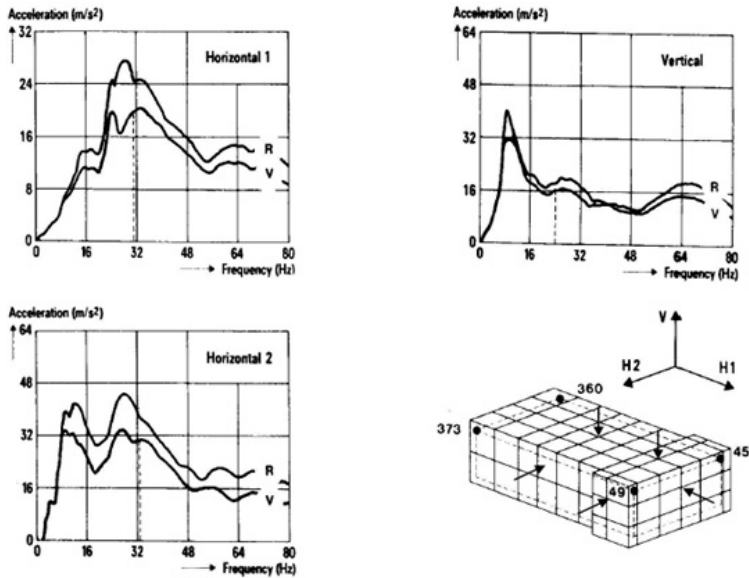 Acceleration (m/s²)
32
24
16
8
0
Horizontal 1
R
V
0 16 32 48 64 80
Frequency (Hz)
Acceleration (m/s²)
64
48
32
16
0
Vertical
R
V
0 16 32 48 64 80
Frequency (Hz)
Acceleration (m/s²)
64
48
32
16
0
Horizontal 2
R
V
0 16 32 48 64 80
Frequency (Hz)
V
H2 H1
360
373
45
49